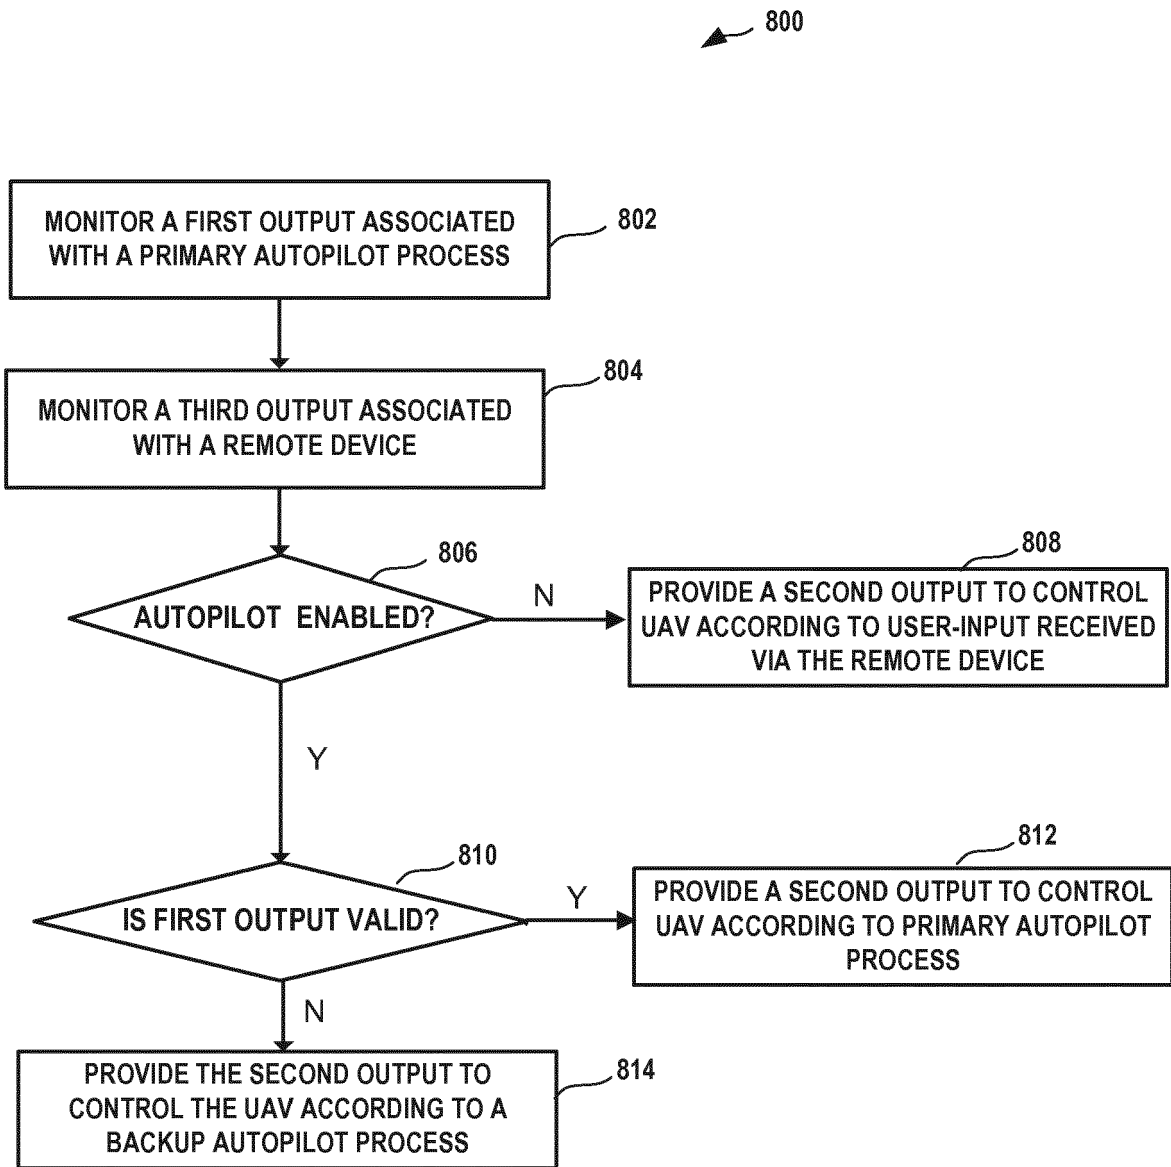 800
MONITOR A FIRST OUTPUT ASSOCIATED
WITH A PRIMARY AUTOPILOT PROCESS
802
MONITOR A THIRD OUTPUT ASSOCIATED
WITH A REMOTE DEVICE
804
AUTOPILOT ENABLED?
806
N
PROVIDE A SECOND OUTPUT TO CONTROL
UAV ACCORDING TO USER-INPUT RECEIVED
VIA THE REMOTE DEVICE
808
Y
IS FIRST OUTPUT VALID?
810
Y
PROVIDE A SECOND OUTPUT TO CONTROL
UAV ACCORDING TO PRIMARY AUTOPILOT
PROCESS
812
N
PROVIDE THE SECOND OUTPUT TO
CONTROL THE UAV ACCORDING TO A
BACKUP AUTOPILOT PROCESS
814